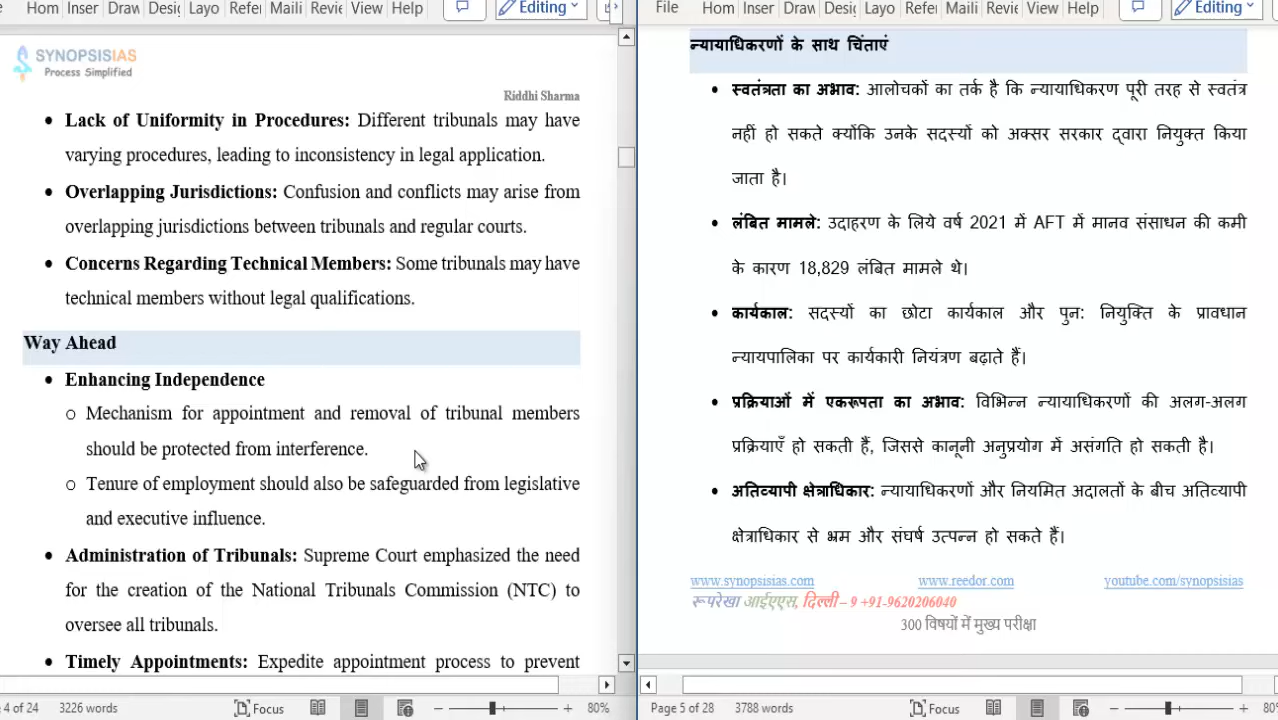 Hom Inser Draw Desig Layo Refer Maili Revie View Help Editing
SYNOPSISIAS
Process Simplified
Riddhi Sharma
• Lack of Uniformity in Procedures: Different tribunals may have
varying procedures, leading to inconsistency in legal application.
• Overlapping Jurisdictions: Confusion and conflicts may arise from
overlapping jurisdictions between tribunals and regular courts.
• Concerns Regarding Technical Members: Some tribunals may have
technical members without legal qualifications.
Way Ahead
• Enhancing Independence
o Mechanism for appointment and removal of tribunal members
should be protected from interference.
o Tenure of employment should also be safeguarded from legislative
and executive influence.
• Administration of Tribunals: Supreme Court emphasized the need
for the creation of the National Tribunals Commission (NTC) to
oversee all tribunals.
• Timely Appointments: Expedite appointment process to prevent
4 of 24 3226 words Focus 80%
File Hom Inser Draw Desig Layo Refer Maili Revie View Help Editing
न्यायाधिकरणों के साथ चिंताएं
• स्वतंत्रता का अभाव: आलोचकों का तर्क है कि न्यायाधिकरण पूरी तरह से स्वतंत्र
नहीं हो सकते क्योंकि उनके सदस्यों को अक्सर सरकार द्वारा नियुक्त किया
जाता है।
• लंबित मामले: उदाहरण के लिये वर्ष 2021 में AFT में मानव संसाधन की कमी
के कारण 18,829 लंबित मामले थे।
• कार्यकाल: सदस्यों का छोटा कार्यकाल और पुन: नियुक्ति के प्रावधान
न्यायपालिका पर कार्यकारी नियंत्रण बढ़ाते हैं।
• प्रक्रियाओं में एकरूपता का अभाव: विभिन्न न्यायाधिकरणों की अलग-अलग
प्रक्रियाएँ हो सकती हैं, जिससे कानूनी अनुप्रयोग में असंगति हो सकती है।
• अतिव्यापी क्षेत्राधिकार: न्यायाधिकरणों और नियमित अदालतों के बीच अतिव्यापी
क्षेत्राधिकार से भ्रम और संघर्ष उत्पन्न हो सकते हैं।
www.synopsisias.com www.reedor.com youtube.com/synopsisias
रूपरेखा आईएएस, दिल्ली – 9 +91-9620206040
300 विषयों में मुख्य परीक्षा
Page 5 of 28 3788 words Focus 80%